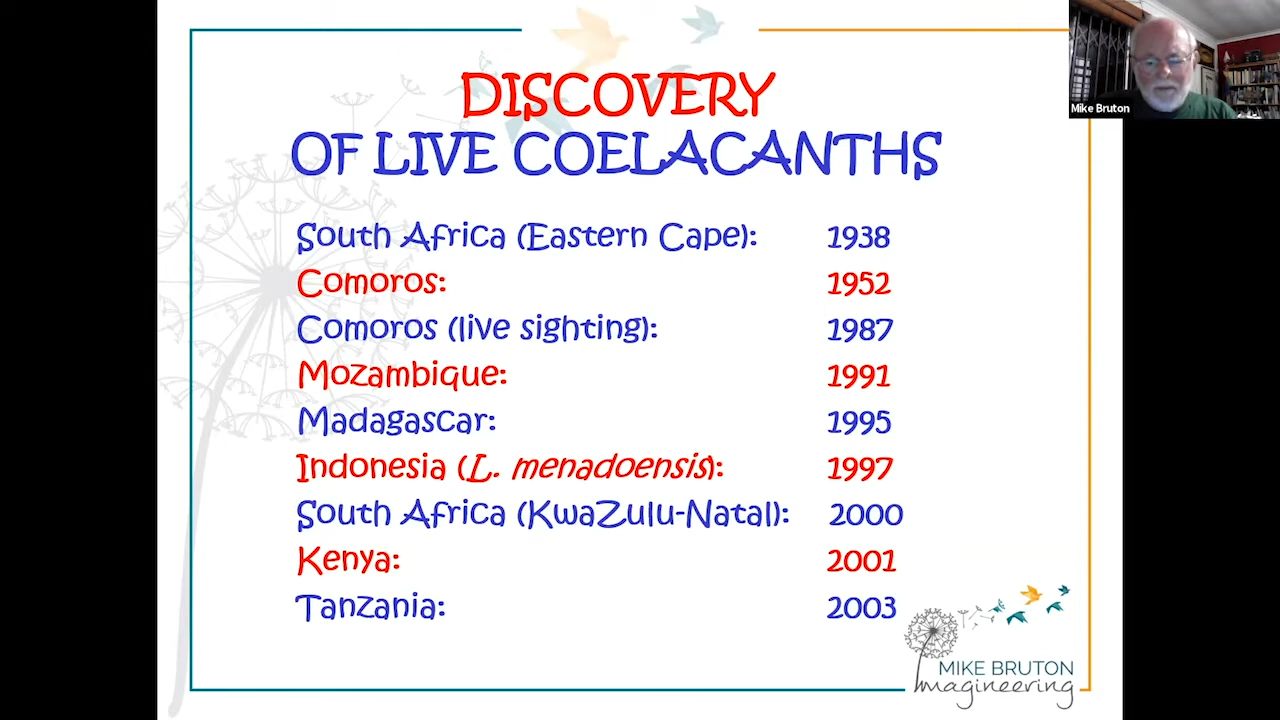 DISCOVERY
OF LIVE COELACANTHS
South Africa (Eastern Cape): 1938
Comoros: 1952
Comoros (live sighting): 1987
Mozambique: 1991
Madagascar: 1995
Indonesia (L. menadoensis): 1997
South Africa (KwaZulu-Natal): 2000
Kenya: 2001
Tanzania: 2003
MIKE BRUTON
Imagineering
Mike Bruton